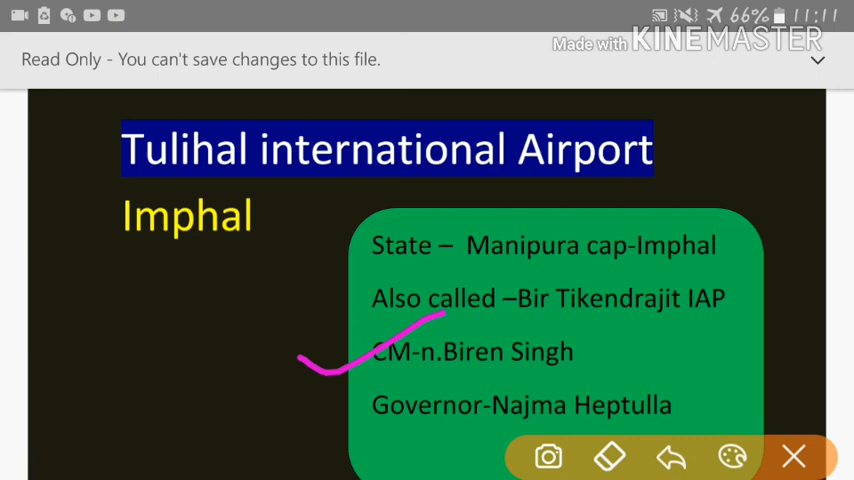 66% 11:11
Made with KINEMASTER
Read Only - You can't save changes to this file.
Tulihal international Airport
Imphal
State – Manipura cap-Imphal
Also called –Bir Tikendrajit IAP
CM-n.Biren Singh
Governor-Najma Heptulla